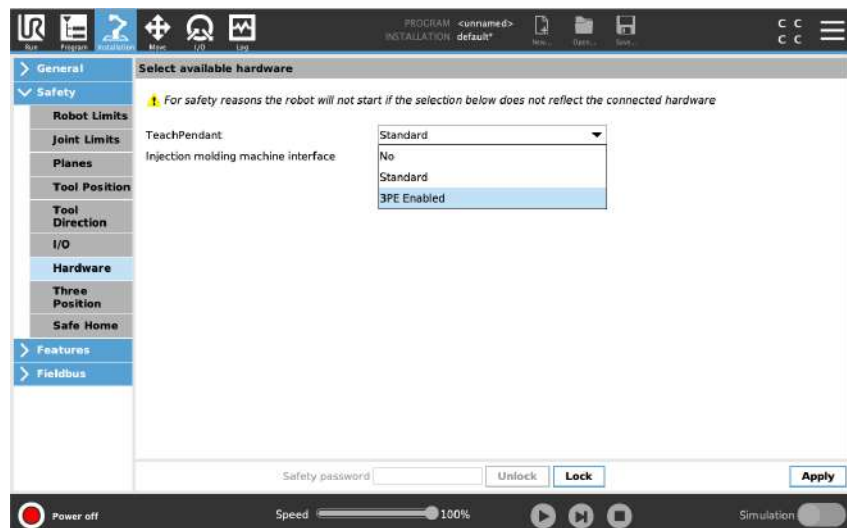 UR
Run
Program
Installation
Move
I/O
Log
PROGRAM <unnamed>
INSTALLATION default*
New...
Open...
Save...
C C
C C
General
Safety
Robot Limits
Joint Limits
Planes
Tool Position
Tool
Direction
I/O
Hardware
Three
Position
Safe Home
Features
Fieldbus
Select available hardware
For safety reasons the robot will not start if the selection below does not reflect the connected hardware
TeachPendant
Standard
Injection molding machine interface
No
Standard
3PE Enabled
Safety password
Unlock
Lock
Apply
Power off
Speed
100%
Simulation